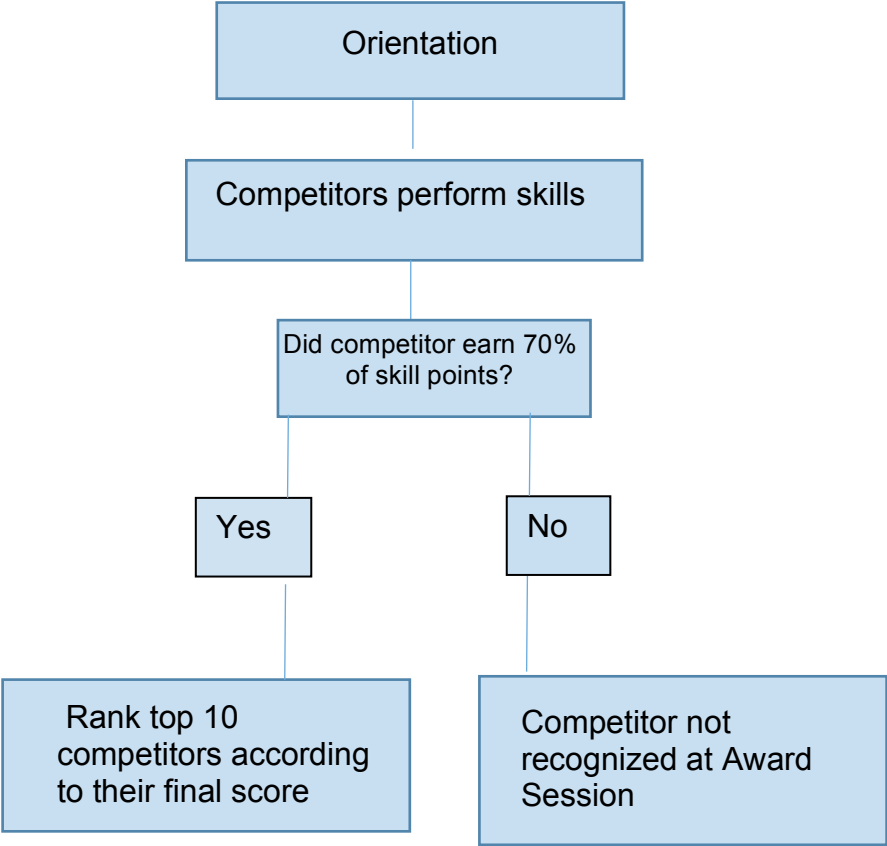 Orientation
Competitors perform skills
Did competitor earn 70%
of skill points?
Yes
No
Rank top 10
competitors according
to their final score
Competitor not
recognized at Award
Session